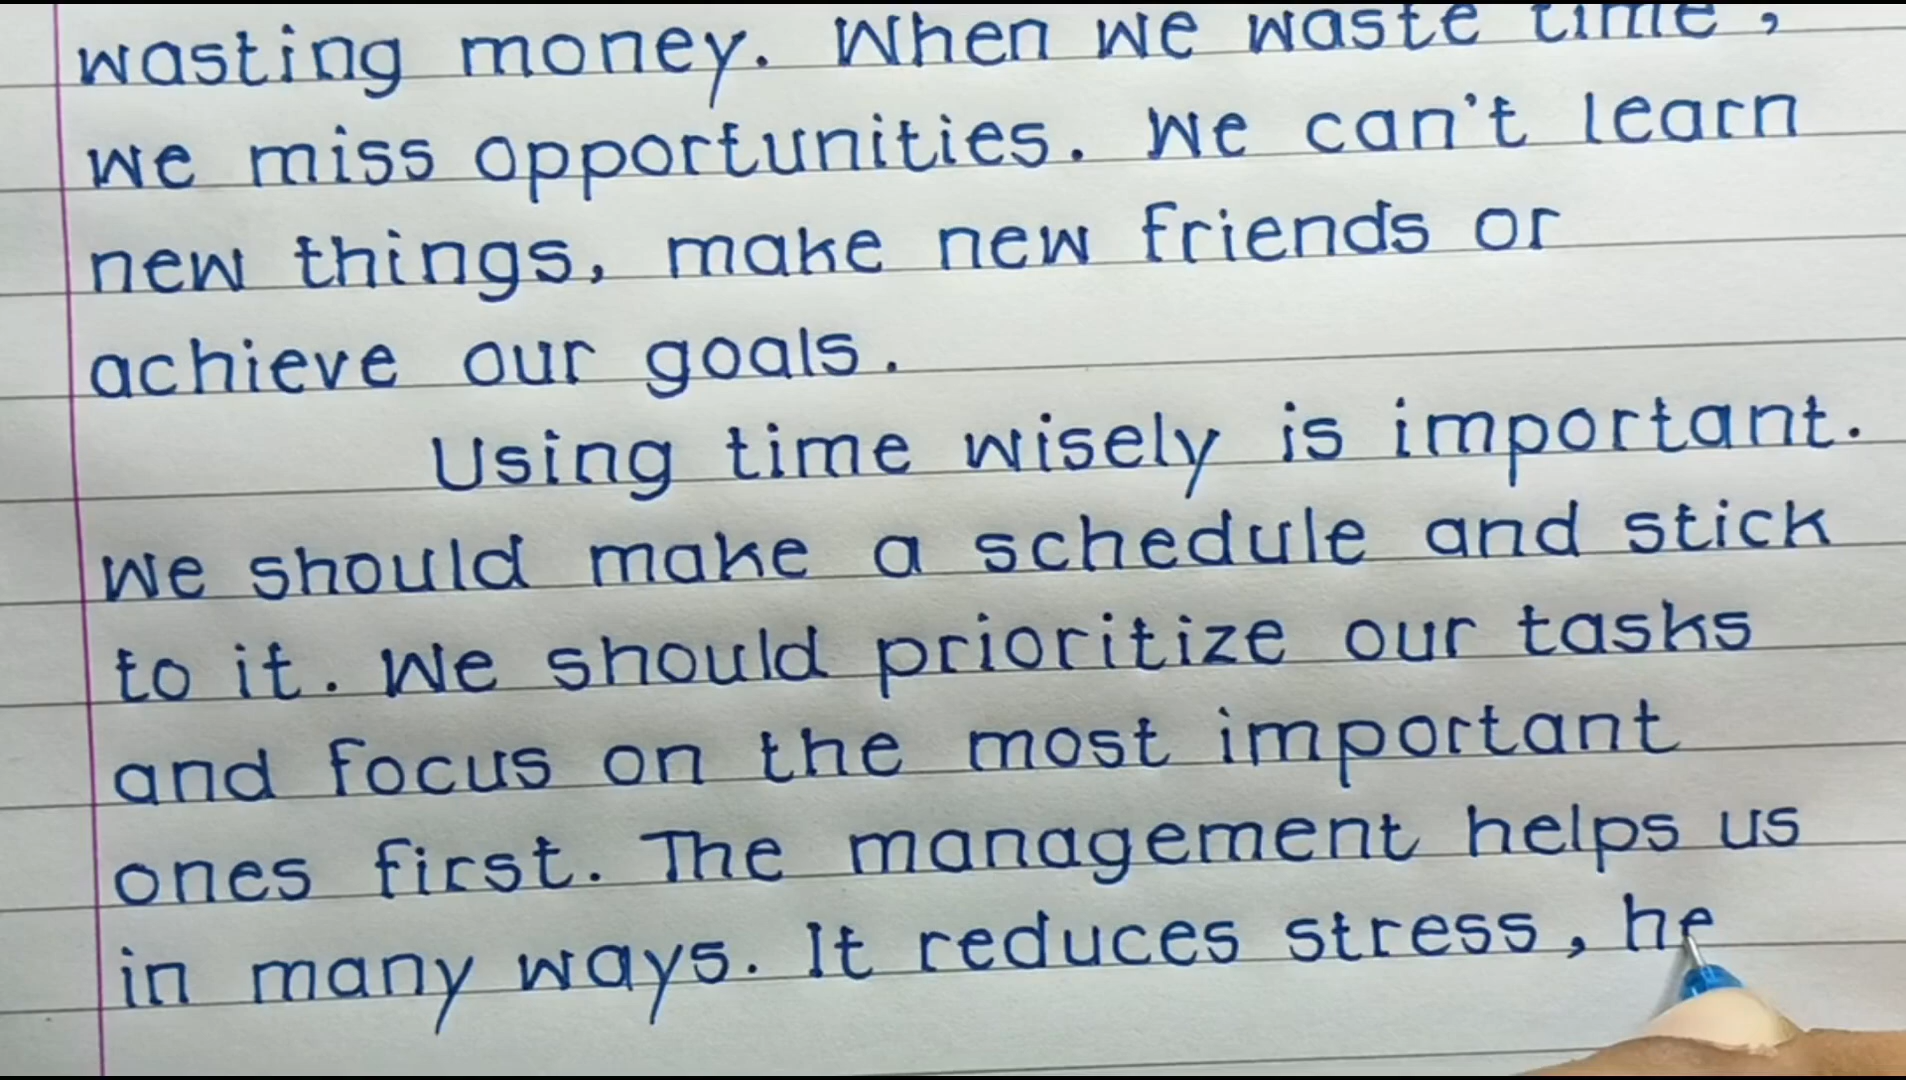 wasting money. When we waste time,
we miss opportunities. We can't learn
new things, make new friends or
achieve our goals.
Using time wisely is important.
We should make a schedule and stick
to it. We should prioritize our tasks
and focus on the most important
ones first. The management helps us
in many ways. It reduces stress, he